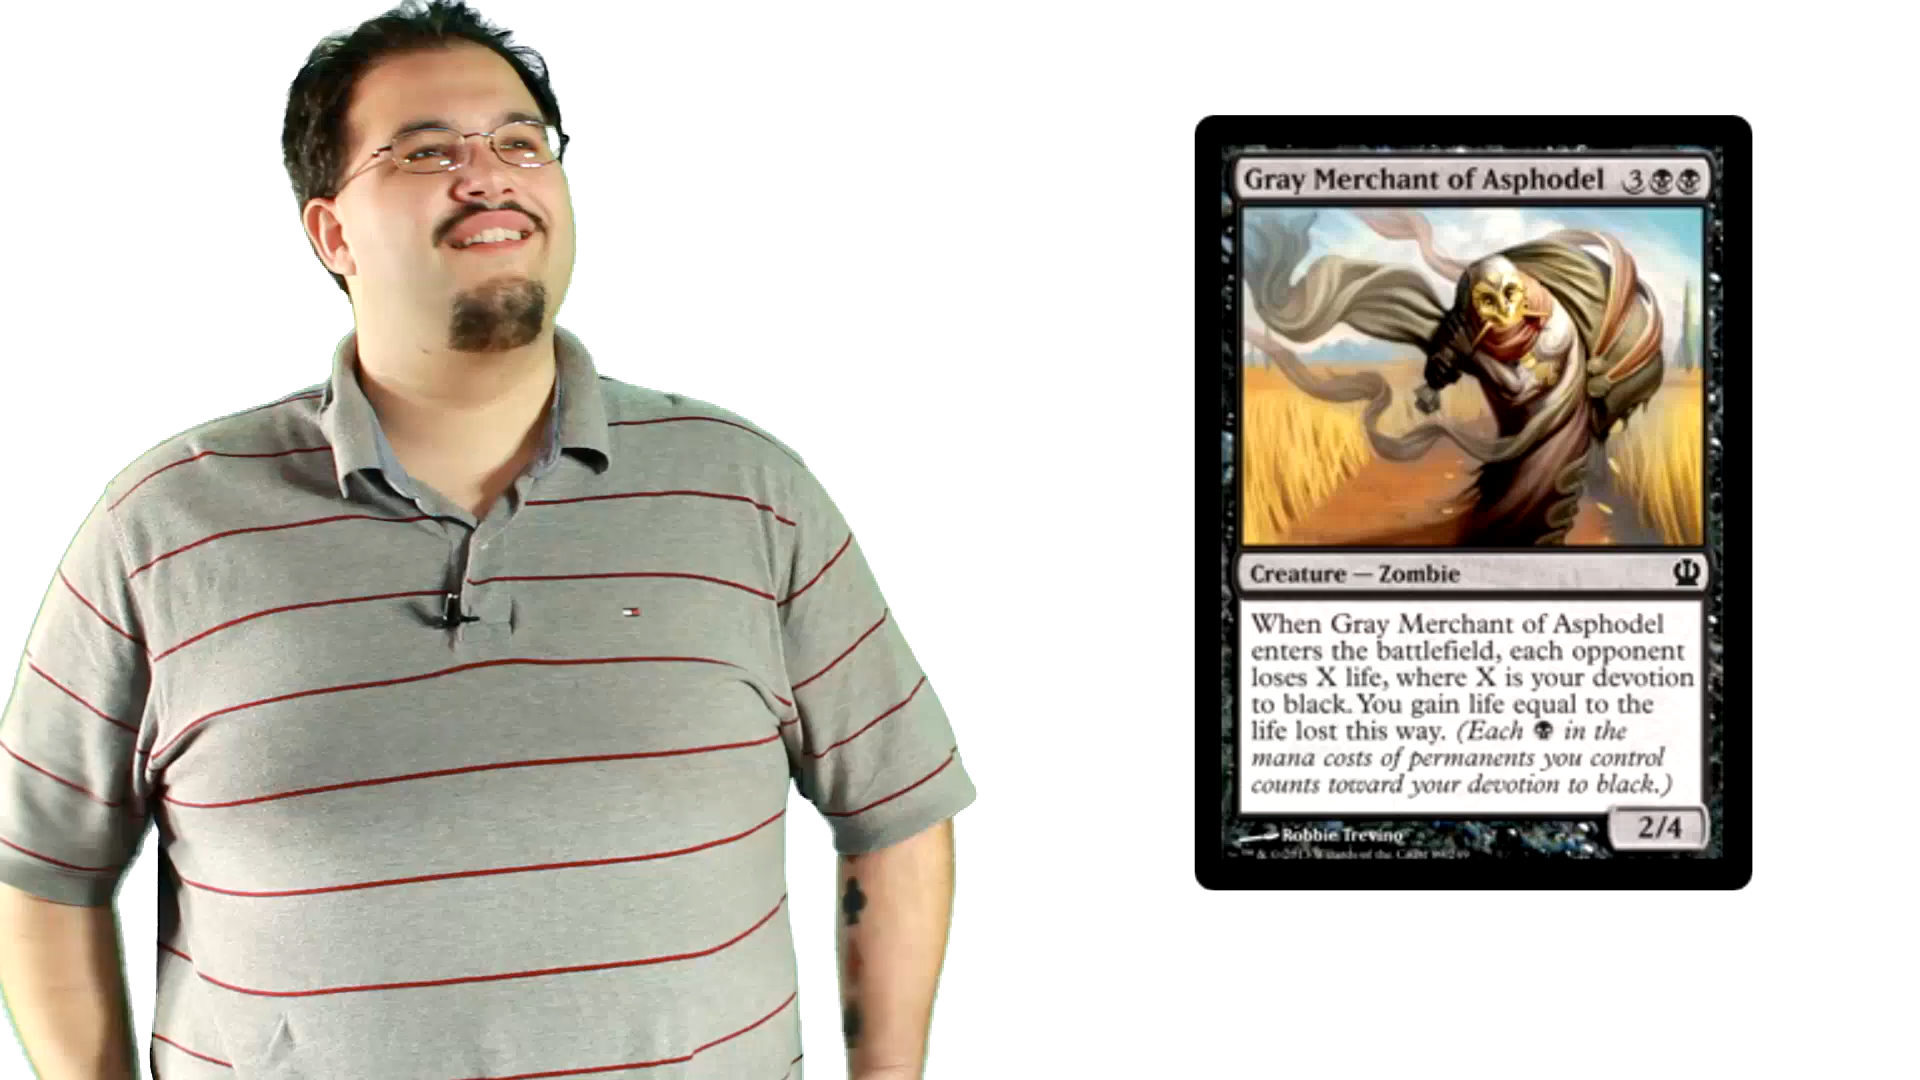 Gray Merchant of Asphodel 3
Creature — Zombie
When Gray Merchant of Asphodel
enters the battlefield, each opponent
loses X life, where X is your devotion
to black. You gain life equal to the
life lost this way. (Each in the
mana costs of permanents you control
counts toward your devotion to black.)
2/4
Robbie Trevino